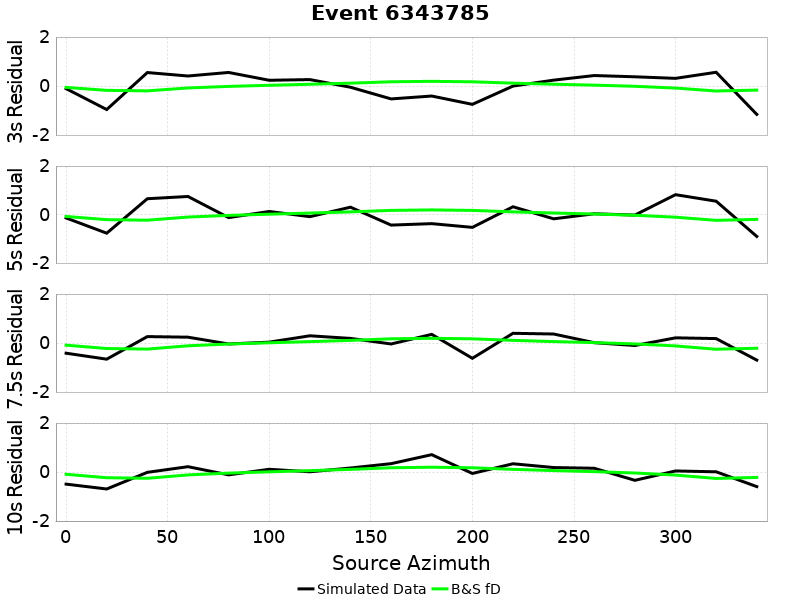 Event 6343785
3s Residual
2
0
-2
5s Residual
2
0
-2
7.5s Residual
2
0
-2
10s Residual
2
0
-2
0 50 100 150 200 250 300
Source Azimuth
Simulated Data B&S fD